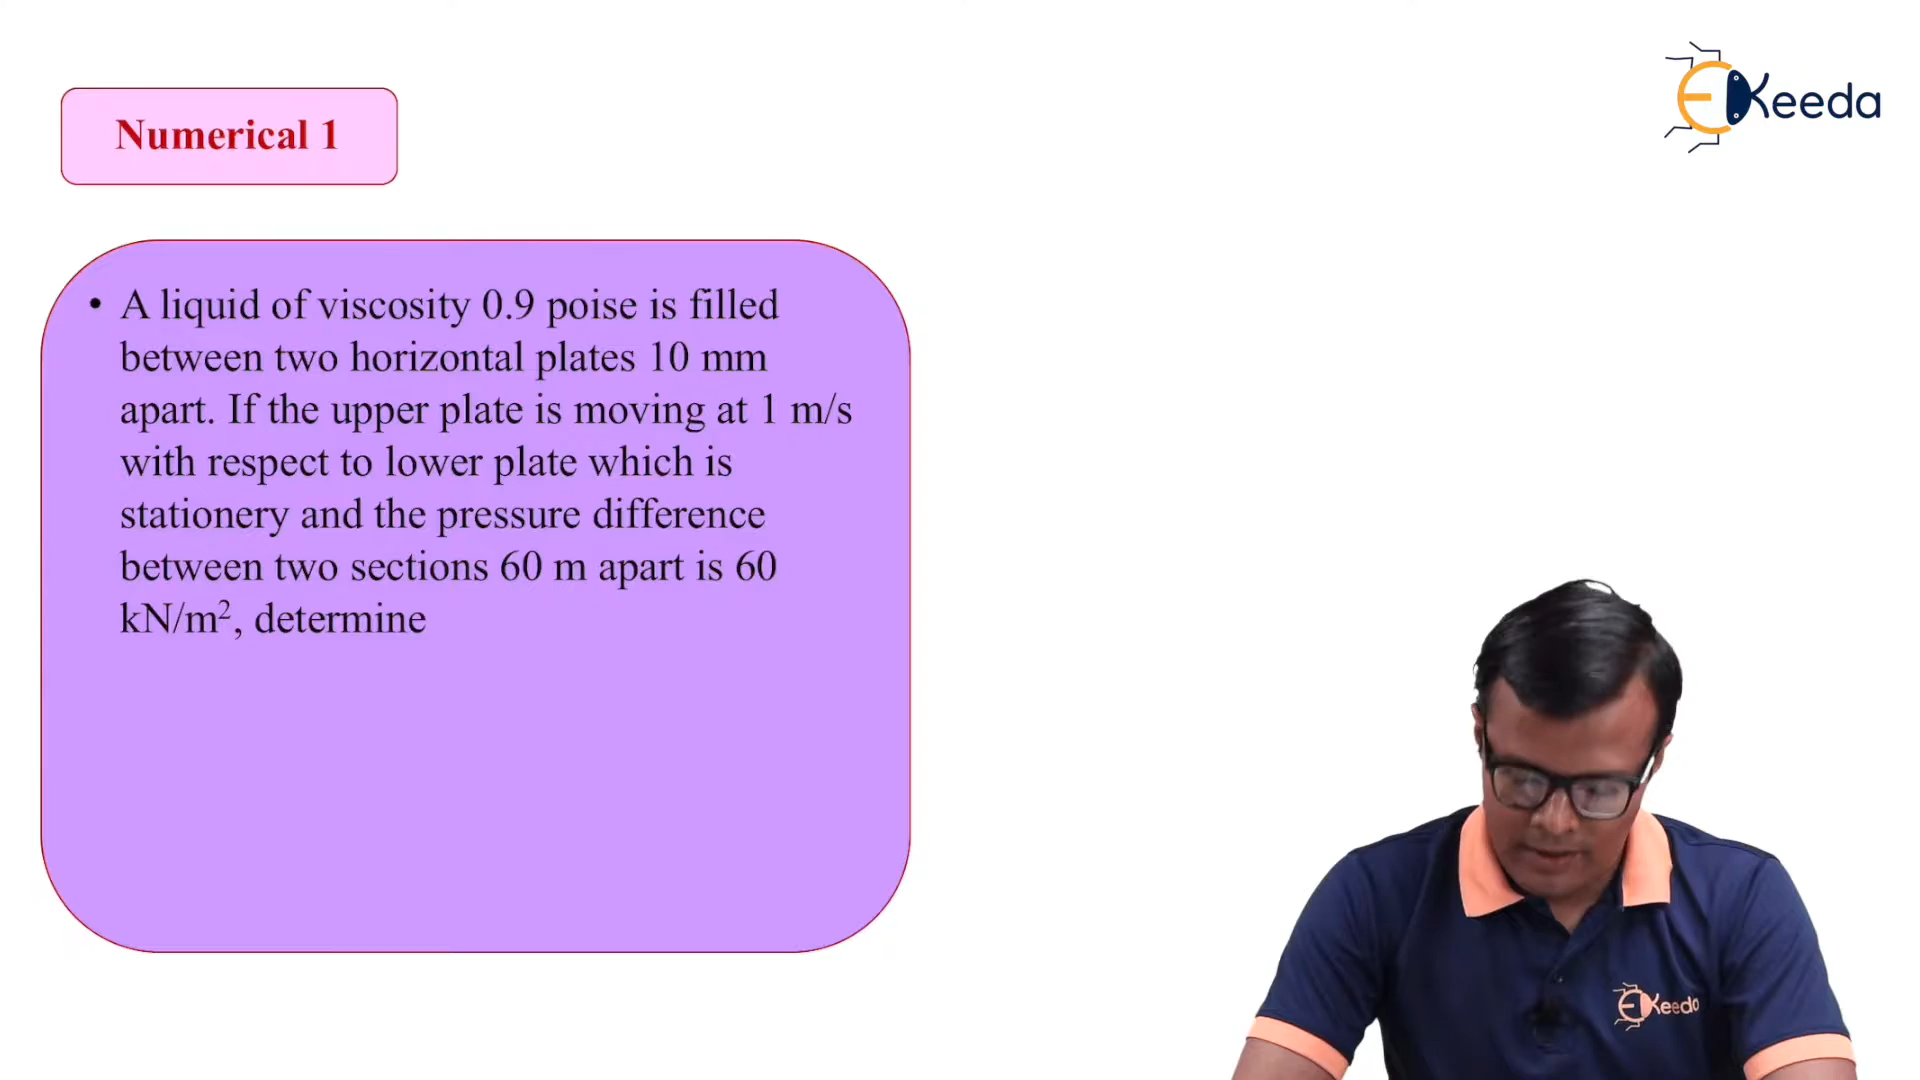 EKeeda
Numerical 1
• A liquid of viscosity 0.9 poise is filled
between two horizontal plates 10 mm
apart. If the upper plate is moving at 1 m/s
with respect to lower plate which is
stationery and the pressure difference
between two sections 60 m apart is 60
kN/m², determine
EKeeda